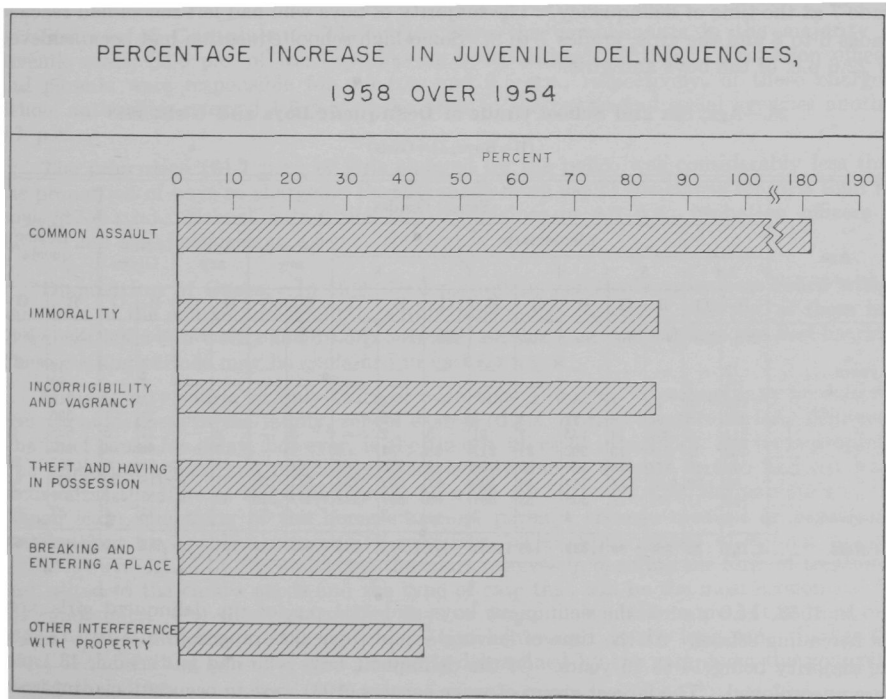 PERCENTAGE INCREASE IN JUVENILE DELINQUENCIES,
1958 OVER 1954
PERCENT
0 10 20 30 40 50 60 70 80 90 100 180 190
COMMON ASSAULT
IMMORALITY
INCORRIGIBILITY
AND VAGRANCY
THEFT AND HAVING
IN POSSESSION
BREAKING AND
ENTERING A PLACE
OTHER INTERFERENCE
WITH PROPERTY